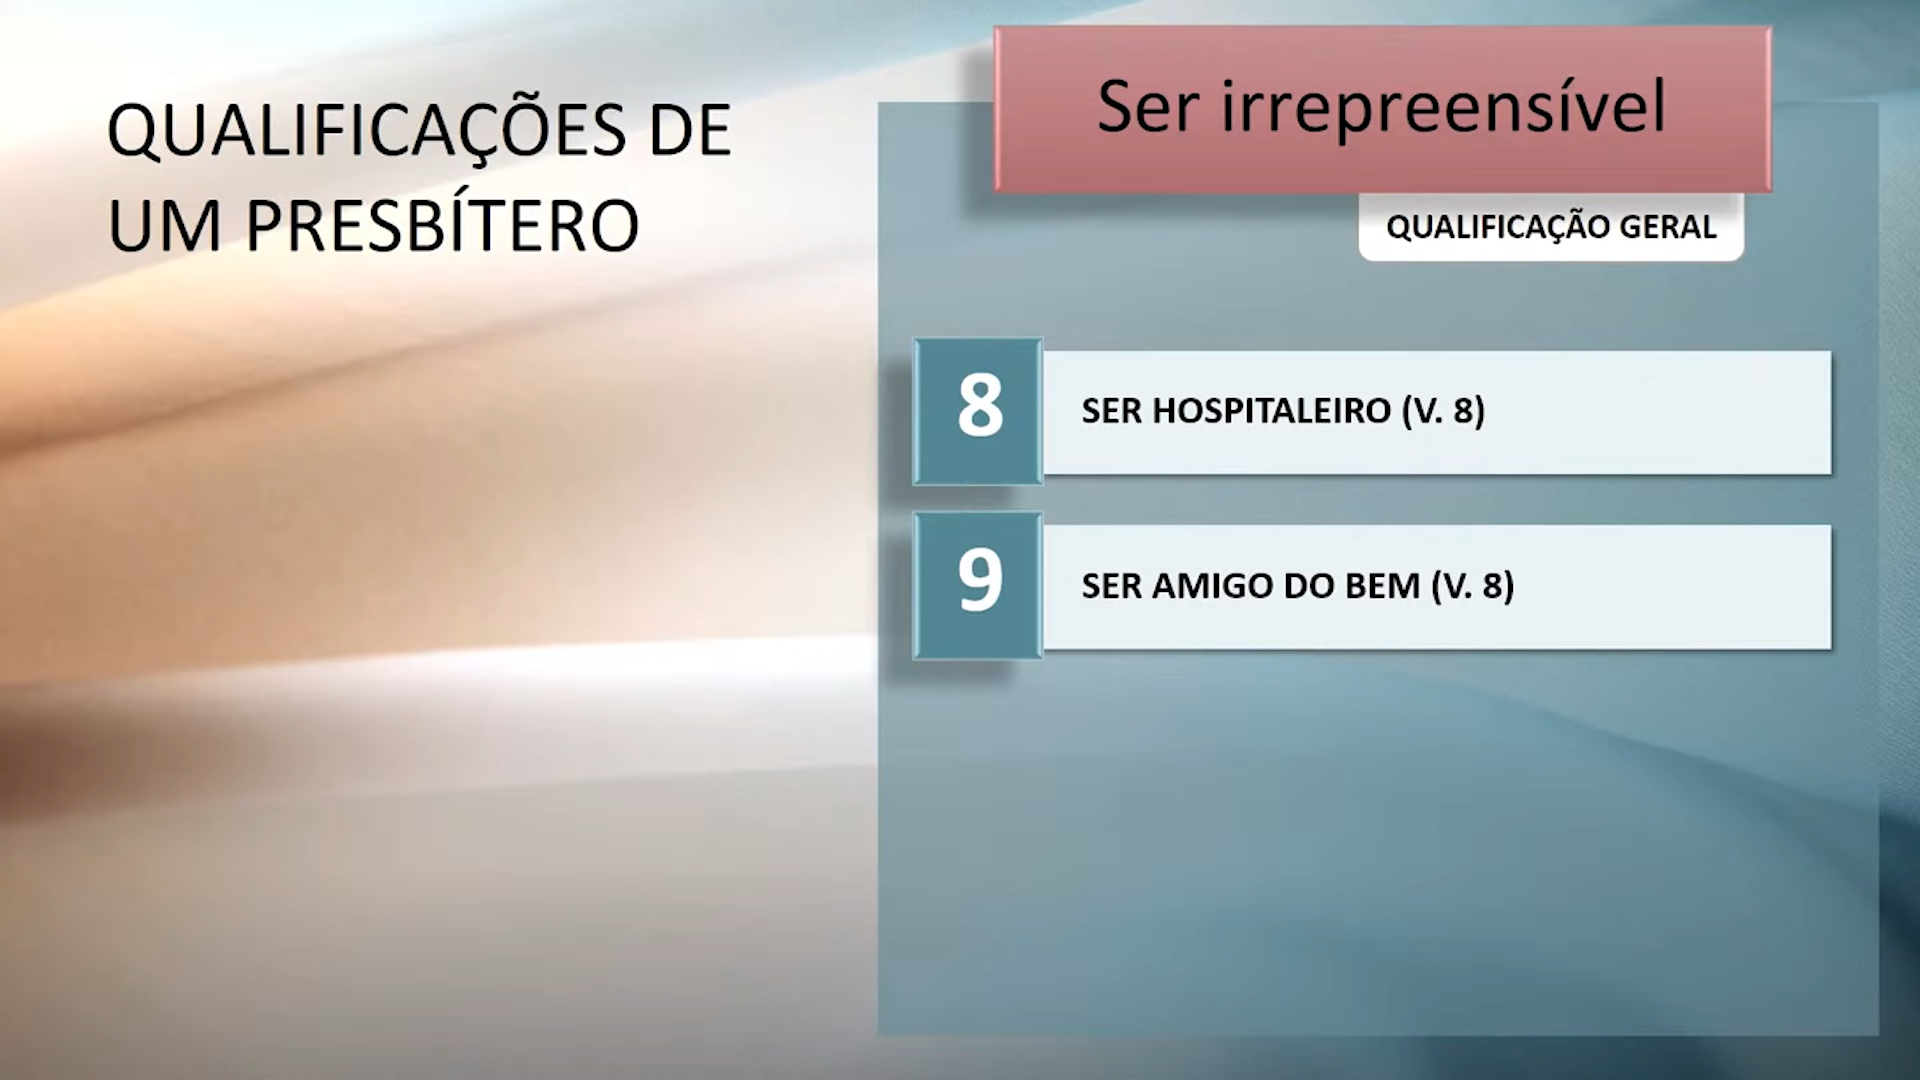 QUALIFICAÇÕES DE
UM PRESBÍTERO
Ser irrepreensível
QUALIFICAÇÃO GERAL
8
SER HOSPITALEIRO (V. 8)
9
SER AMIGO DO BEM (V. 8)